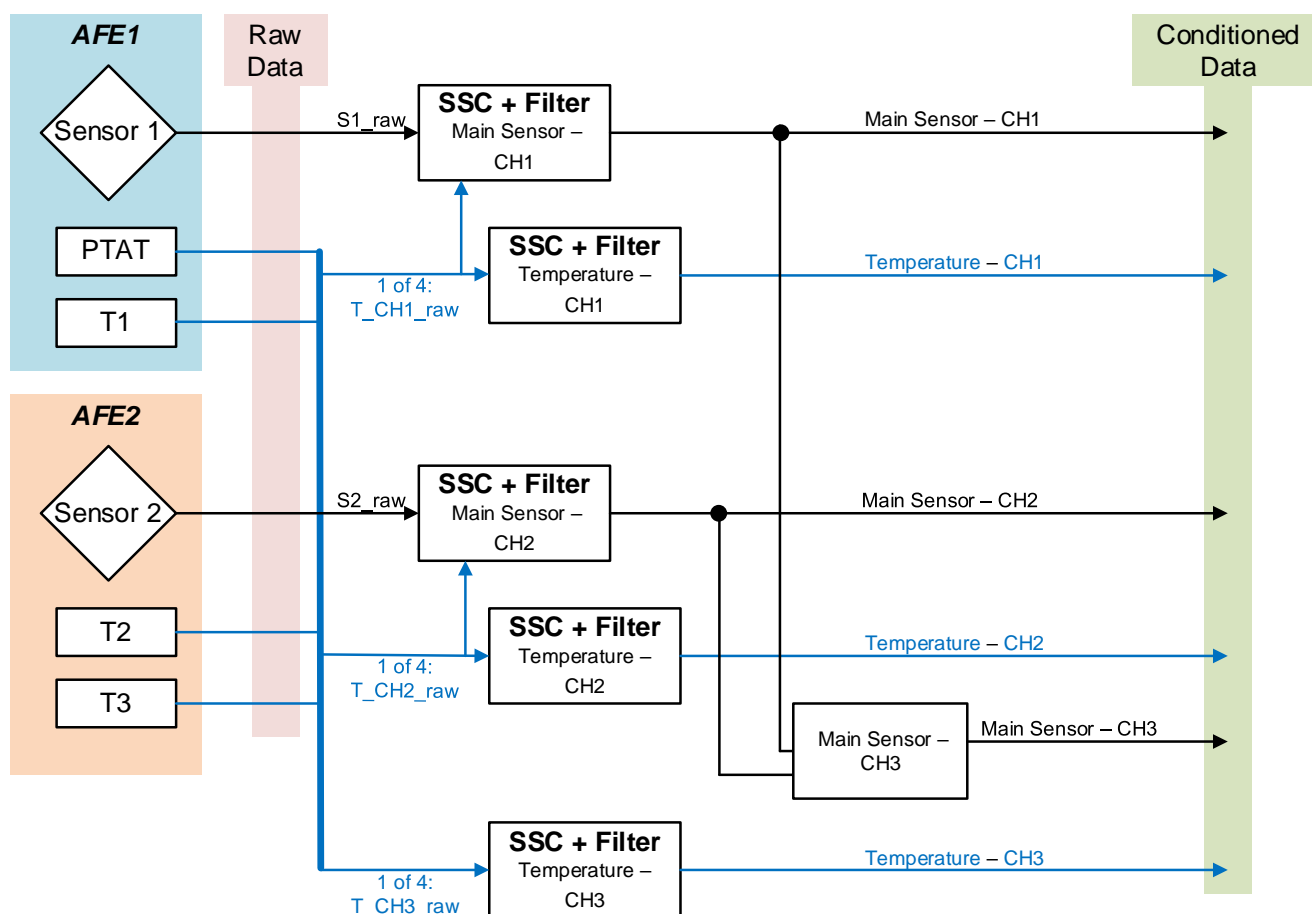 AFE1
Raw
Data
Conditioned
Data
Sensor 1
S1_raw
SSC + Filter
Main Sensor –
CH1
Main Sensor – CH1
PTAT
T1
1 of 4:
T_CH1_raw
SSC + Filter
Temperature –
CH1
Temperature – CH1
AFE2
Sensor 2
S2_raw
SSC + Filter
Main Sensor –
CH2
Main Sensor – CH2
T2
T3
1 of 4:
T_CH2_raw
SSC + Filter
Temperature –
CH2
Temperature – CH2
Main Sensor –
CH3
Main Sensor – CH3
1 of 4:
T_CH3_raw
SSC + Filter
Temperature –
CH3
Temperature – CH3